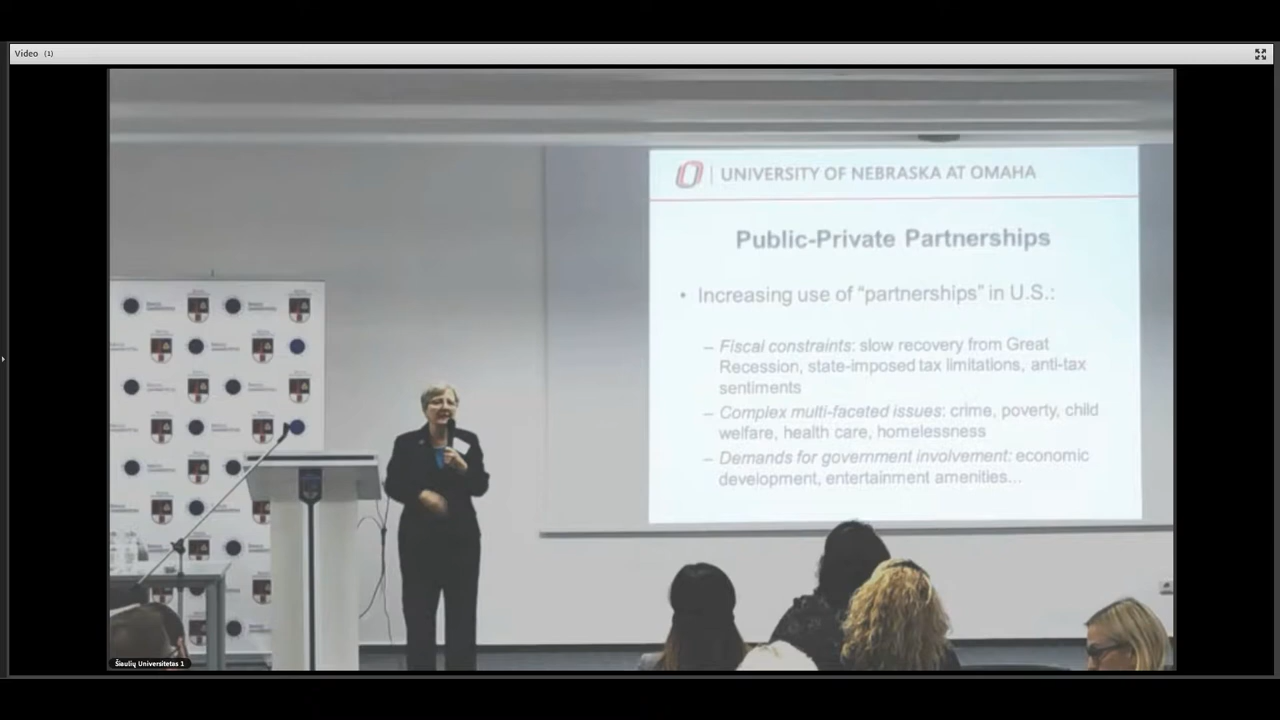 Video (1)
UNIVERSITY OF NEBRASKA AT OMAHA
Public-Private Partnerships
• Increasing use of “partnerships” in U.S.:
– Fiscal constraints: slow recovery from Great
Recession, state-imposed tax limitations, anti-tax
sentiments
– Complex multi-faceted issues: crime, poverty, child
welfare, health care, homelessness
– Demands for government involvement: economic
development, entertainment amenities...
Šiaulių Universitetas 1